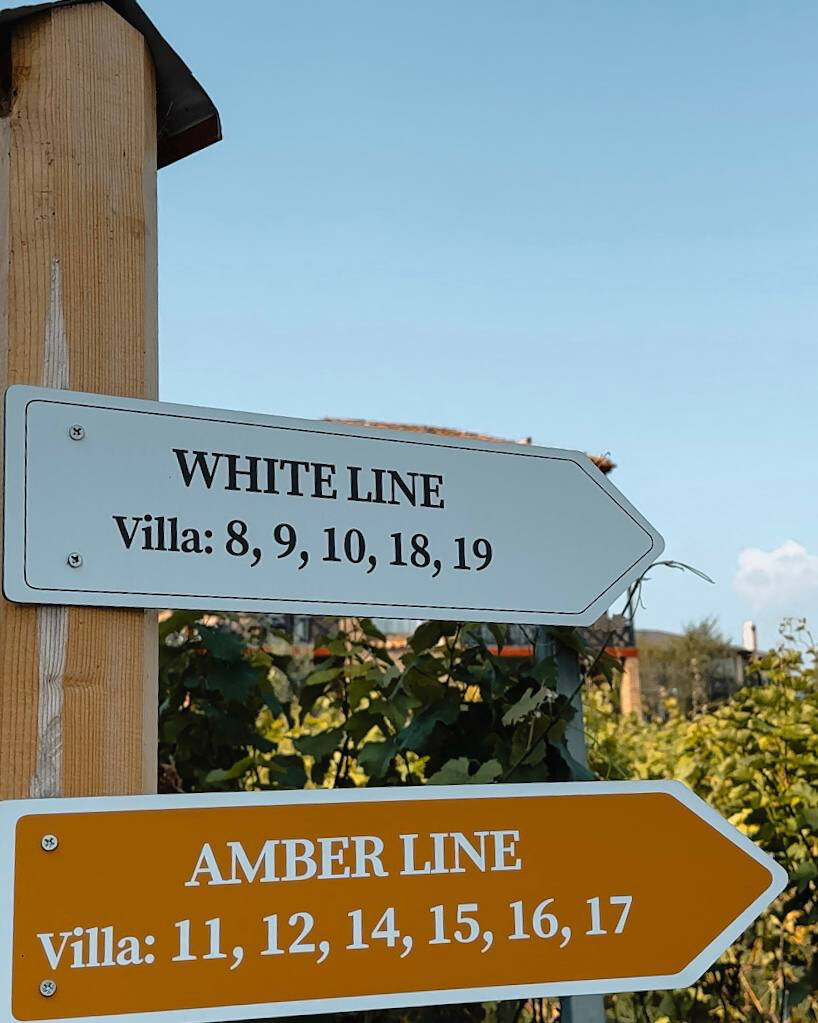 WHITE LINE
Villa: 8, 9, 10, 18, 19
AMBER LINE
Villa: 11, 12, 14, 15, 16, 17